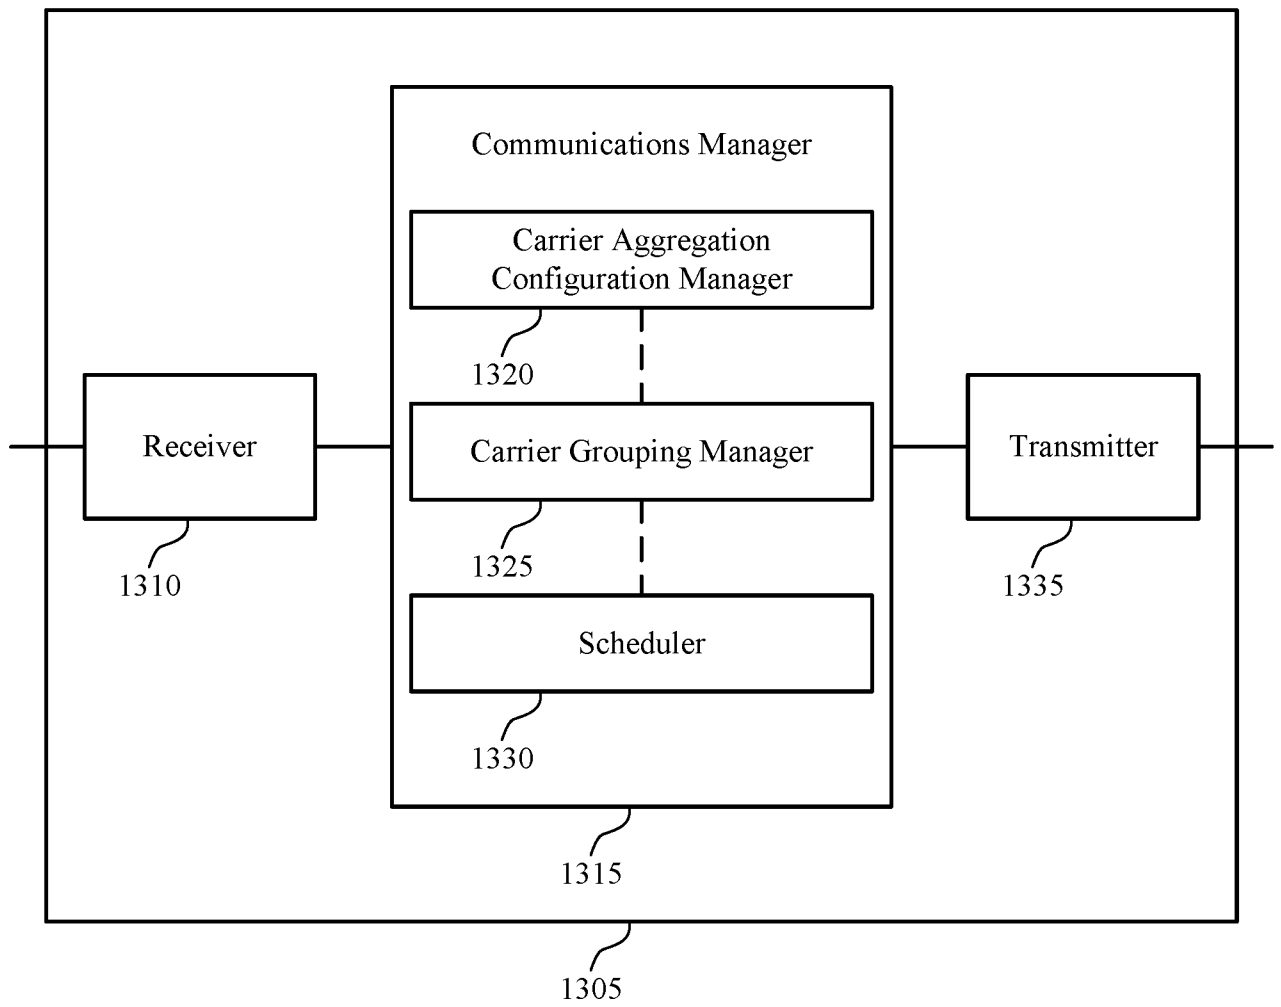 Communications Manager
Carrier Aggregation
Configuration Manager
1320
Receiver
1310
Carrier Grouping Manager
1325
Transmitter
1335
Scheduler
1330
1315
1305